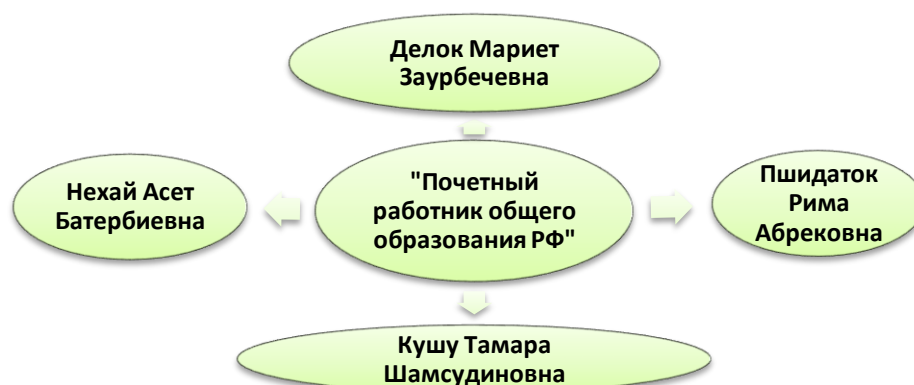 Делок Мариет
Заурбечевна
Нехай Асет
Батербиевна
"Почетный
работник общего
образования РФ"
Пшидаток
Рима
Абрековна
Кушу Тамара
Шамсудиновна